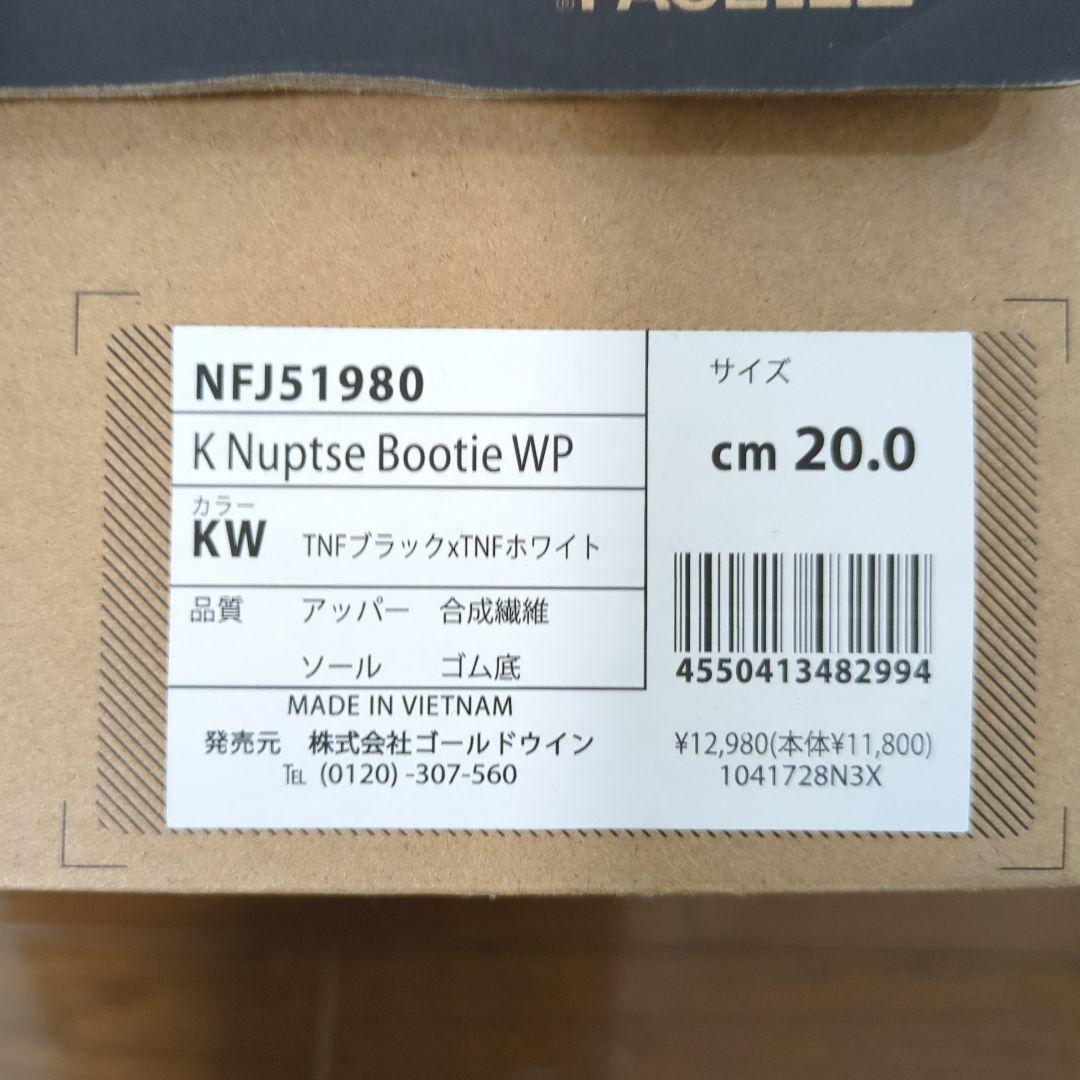 NFJ51980
K Nuptse Bootie WP
カラー
KW TNFブラックxTNFホワイト
品質 アッパー 合成繊維
ソール ゴム底
MADE IN VIETNAM
発売元 株式会社ゴールドウイン
TEL (0120) -307-560
サイズ
cm 20.0
4550413482994
¥12,980(本体¥11,800)
1041728N3X